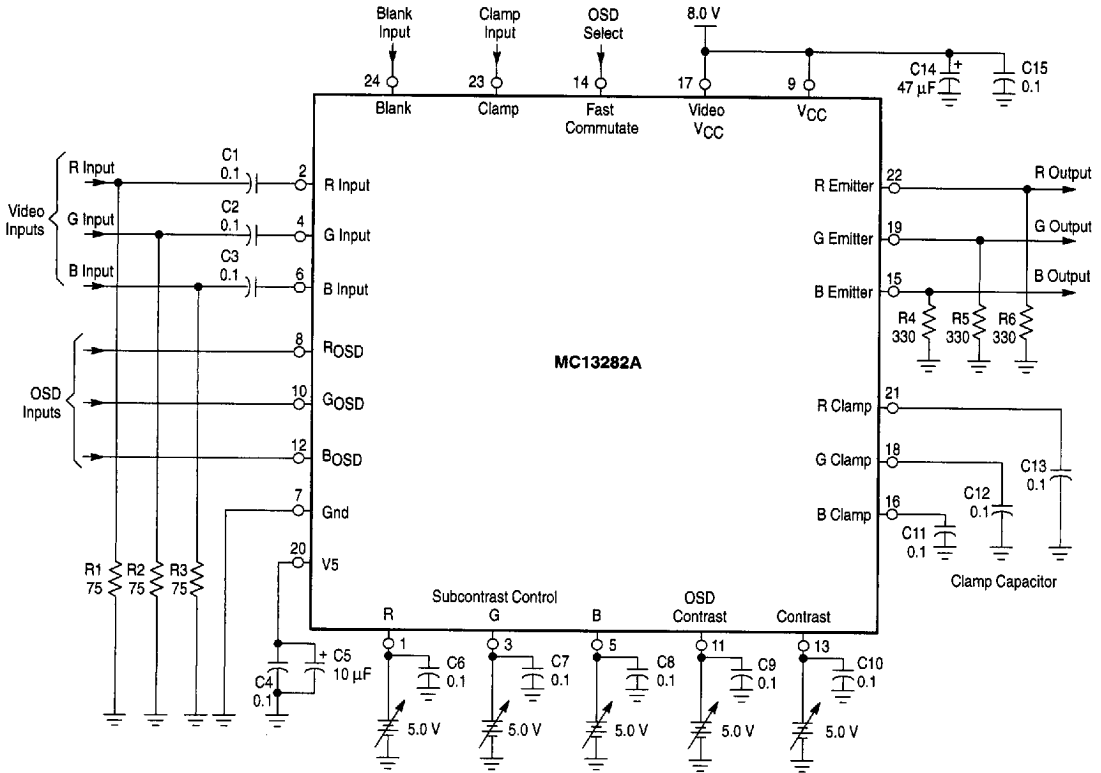 Blank
Input
Clamp
Input
OSD
Select
8.0 V
24
23
14
17
9
C14
+
47 µF
C15
0.1
Blank
Clamp
Fast
Commutate
Video
VCC
VCC
Video
Inputs
R Input
C1
0.1
2
R Input
G Input
C2
0.1
4
G Input
B Input
C3
0.1
6
B Input
OSD
Inputs
8
ROSD
10
GOSD
12
BOSD
7
Gnd
20
V5
MC13282A
R Emitter
22
R Output
G Emitter
19
G Output
B Emitter
15
B Output
R4
330
R5
330
R6
330
R Clamp
21
G Clamp
18
B Clamp
16
C11
0.1
C12
0.1
C13
0.1
Clamp Capacitor
R1
75
R2
75
R3
75
C4
0.1
+
C5
10 µF
Subcontrast Control
R
G
B
OSD
Contrast
Contrast
1
3
5
11
13
C6
0.1
C7
0.1
C8
0.1
C9
0.1
C10
0.1
5.0 V
5.0 V
5.0 V
5.0 V
5.0 V